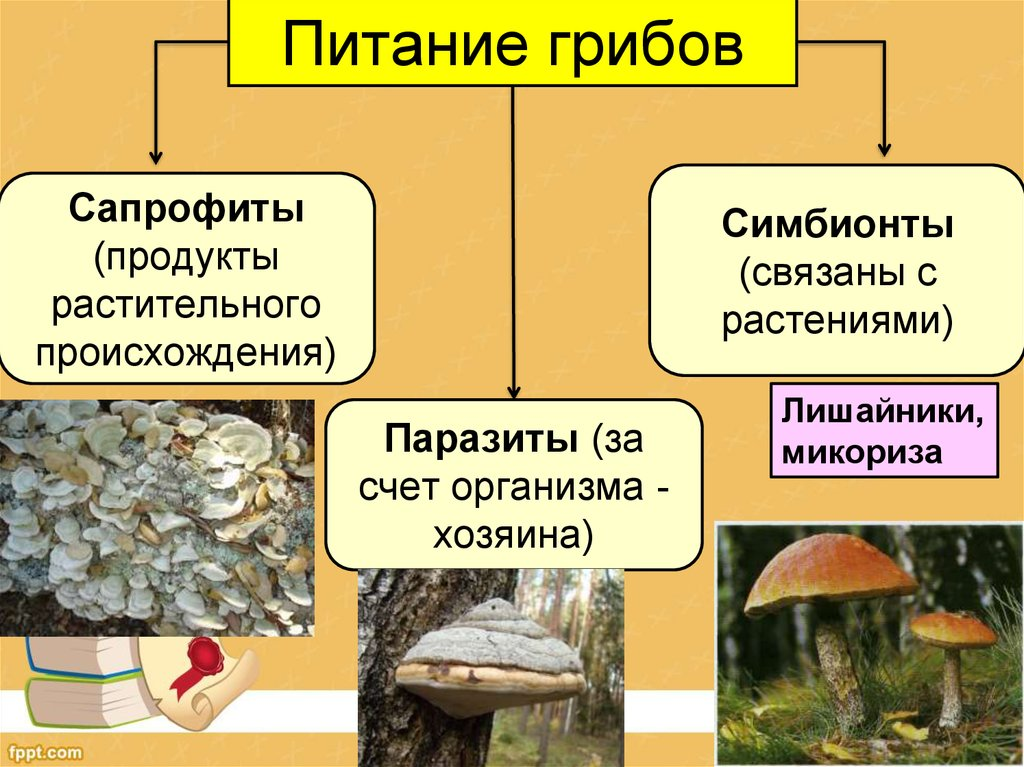 Питание грибов
Сапрофиты
(продукты
растительного
происхождения)
Симбионты
(связаны с
растениями)
Лишайники,
микориза
Паразиты (за
счет организма -
хозяина)
fppt.com